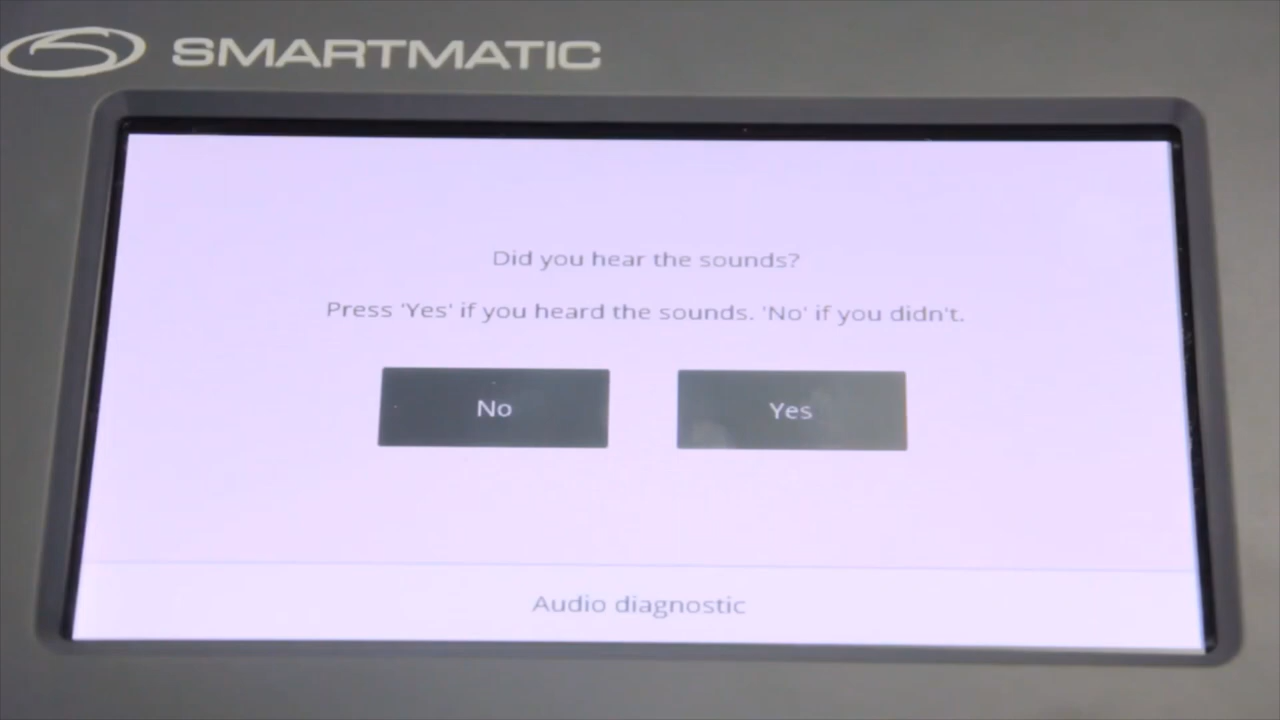 SMARTMATIC
Did you hear the sounds?
Press 'Yes' if you heard the sounds. 'No' if you didn't.
No
Yes
Audio diagnostic